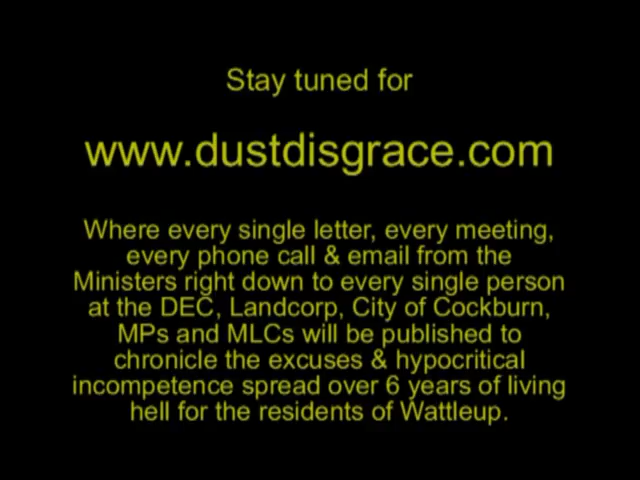 Stay tuned for
www.dustdisgrace.com
Where every single letter, every meeting,
every phone call & email from the
Ministers right down to every single person
at the DEC, Landcorp, City of Cockburn,
MPs and MLCs will be published to
chronicle the excuses & hypocritical
incompetence spread over 6 years of living
hell for the residents of Wattleup.